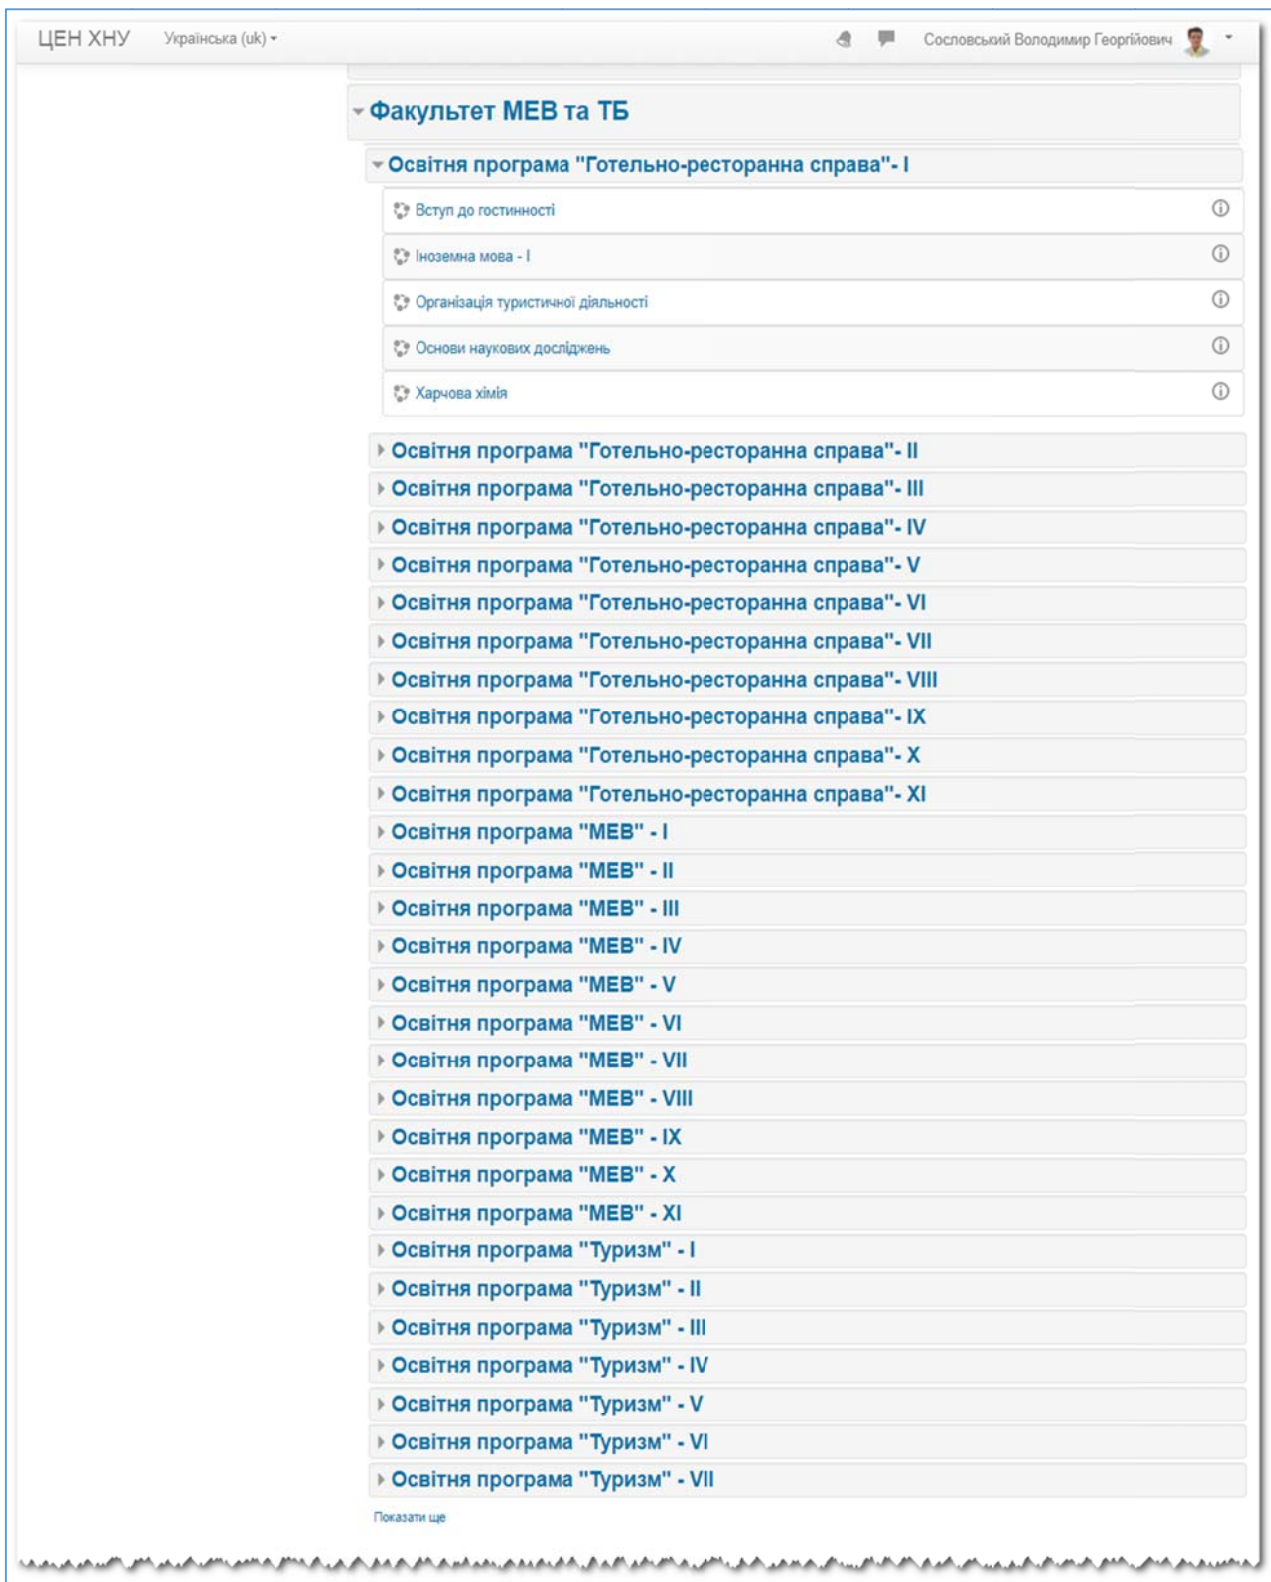 ЦЕН ХНУ Українська (uk) Сословський Володимир Георгійович
Факультет МЕВ та ТБ
Освітня програма "Готельно-ресторанна справа"- I
Вступ до гостинності
Іноземна мова - I
Організація туристичної діяльності
Основи наукових досліджень
Харчова хімія
Освітня програма "Готельно-ресторанна справа"- II
Освітня програма "Готельно-ресторанна справа"- III
Освітня програма "Готельно-ресторанна справа"- IV
Освітня програма "Готельно-ресторанна справа"- V
Освітня програма "Готельно-ресторанна справа"- VI
Освітня програма "Готельно-ресторанна справа"- VII
Освітня програма "Готельно-ресторанна справа"- VIII
Освітня програма "Готельно-ресторанна справа"- IX
Освітня програма "Готельно-ресторанна справа"- X
Освітня програма "Готельно-ресторанна справа"- XI
Освітня програма "МЕВ" - I
Освітня програма "МЕВ" - II
Освітня програма "МЕВ" - III
Освітня програма "МЕВ" - IV
Освітня програма "МЕВ" - V
Освітня програма "МЕВ" - VI
Освітня програма "МЕВ" - VII
Освітня програма "МЕВ" - VIII
Освітня програма "МЕВ" - IX
Освітня програма "МЕВ" - X
Освітня програма "МЕВ" - XI
Освітня програма "Туризм" - I
Освітня програма "Туризм" - II
Освітня програма "Туризм" - III
Освітня програма "Туризм" - IV
Освітня програма "Туризм" - V
Освітня програма "Туризм" - VI
Освітня програма "Туризм" - VII
Показати ще